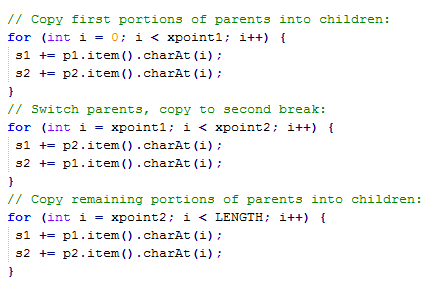 // Copy first portions of parents into children:
for (int i = 0; i < xpoint1; i++) {
 s1 += p1.item().charAt(i);
 s2 += p2.item().charAt(i);
}
// Switch parents, copy to second break:
for (int i = xpoint1; i < xpoint2; i++) {
 s1 += p2.item().charAt(i);
 s2 += p1.item().charAt(i);
}
// Copy remaining portions of parents into children:
for (int i = xpoint2; i < LENGTH; i++) {
 s1 += p1.item().charAt(i);
 s2 += p2.item().charAt(i);
}